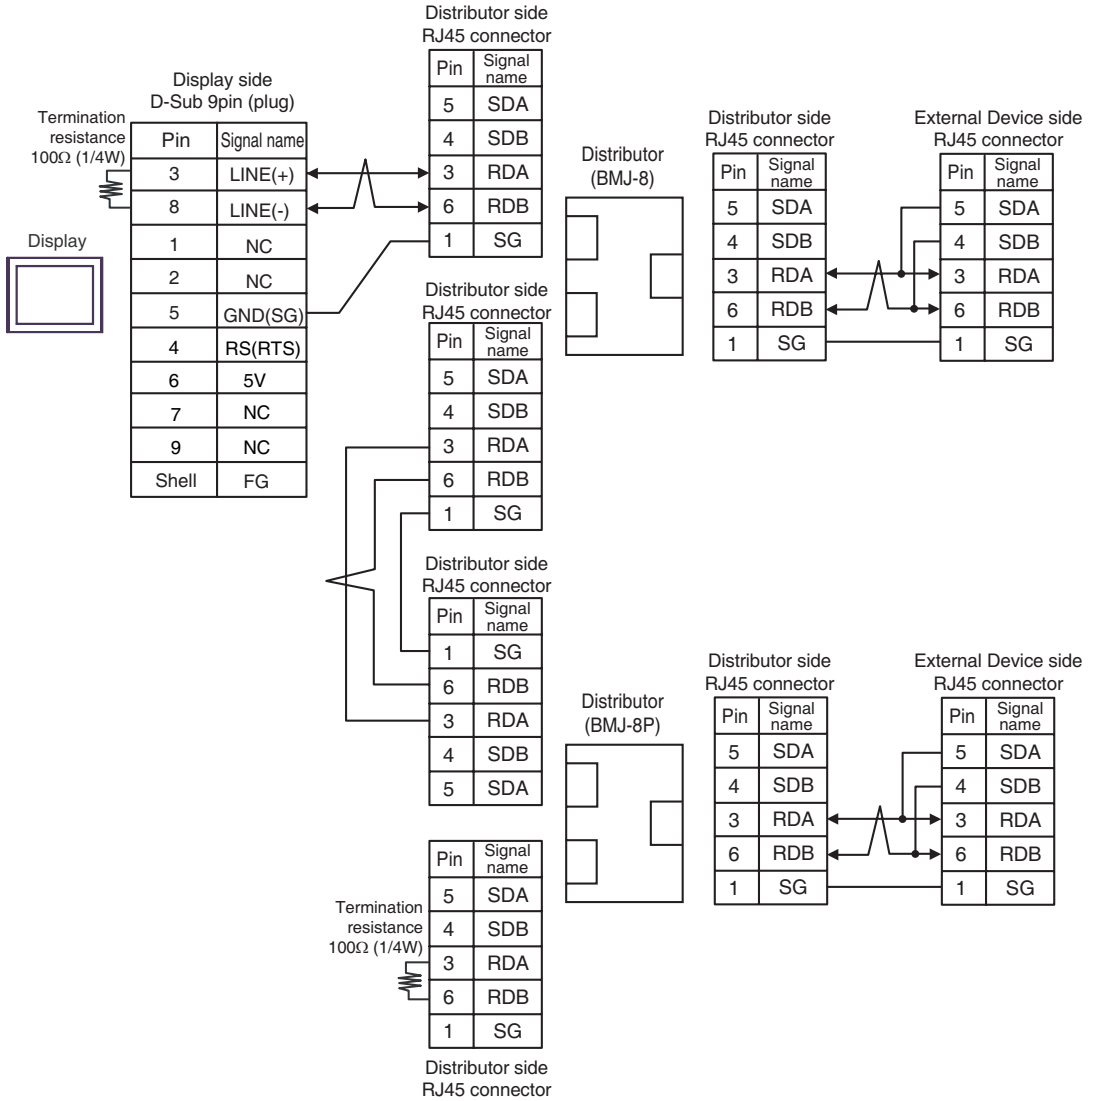 Distributor side
RJ45 connector
Pin Signal name
5 SDA
4 SDB
3 RDA
6 RDB
1 SG
Display side
D-Sub 9pin (plug)
Termination
resistance
100Ω (1/4W)
Pin Signal name
3 LINE(+)
8 LINE(-)
1 NC
2 NC
5 GND(SG)
4 RS(RTS)
6 5V
7 NC
9 NC
Shell FG
Display
Distributor
(BMJ-8)
Distributor side
RJ45 connector
Pin Signal name
5 SDA
4 SDB
3 RDA
6 RDB
1 SG
External Device side
RJ45 connector
Pin Signal name
5 SDA
4 SDB
3 RDA
6 RDB
1 SG
Distributor side
RJ45 connector
Pin Signal name
5 SDA
4 SDB
3 RDA
6 RDB
1 SG
Distributor side
RJ45 connector
Pin Signal name
1 SG
6 RDB
3 RDA
4 SDB
5 SDA
Distributor
(BMJ-8P)
Distributor side
RJ45 connector
Pin Signal name
5 SDA
4 SDB
3 RDA
6 RDB
1 SG
External Device side
RJ45 connector
Pin Signal name
5 SDA
4 SDB
3 RDA
6 RDB
1 SG
Termination
resistance
100Ω (1/4W)
Pin Signal name
5 SDA
4 SDB
3 RDA
6 RDB
1 SG
Distributor side
RJ45 connector